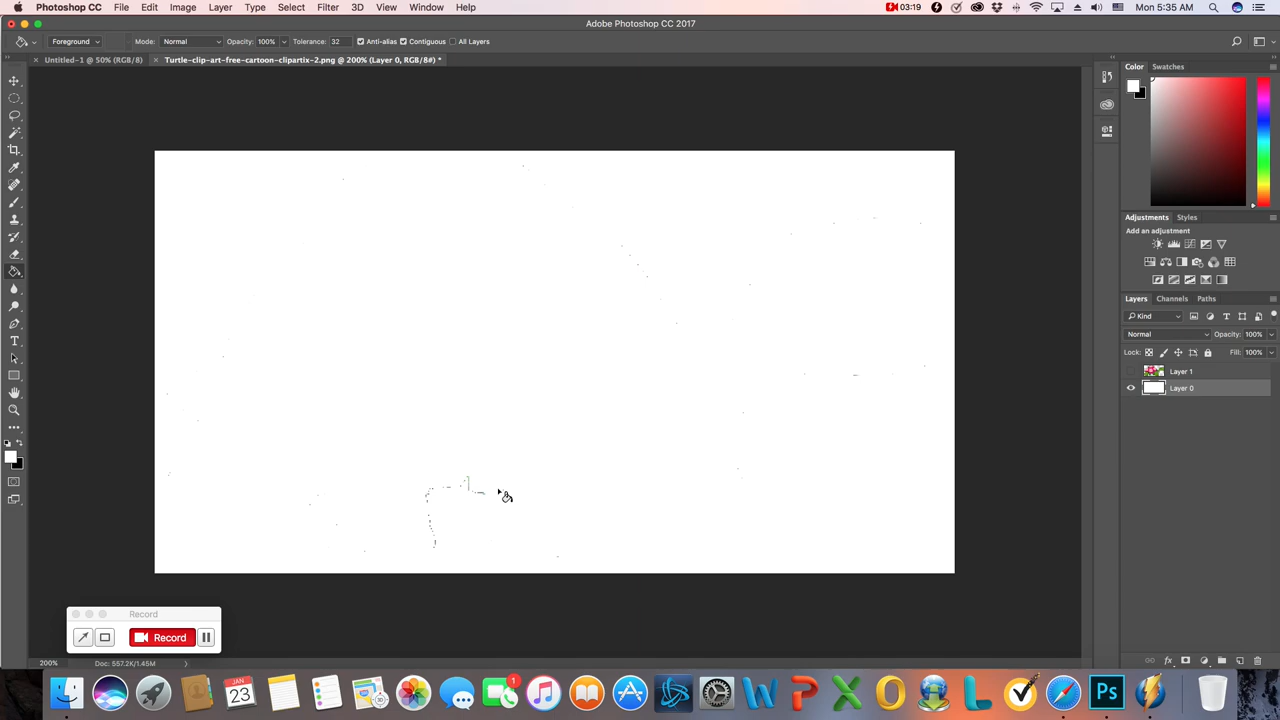 Photoshop CC File Edit Image Layer Type Select Filter 3D View Window Help 03:19 Mon 5:35 AM
Adobe Photoshop CC 2017
Foreground Mode: Normal Opacity: 100% Tolerance: 32 Anti-alias Contiguous All Layers
Untitled-1 @ 50% (RGB/8) Turtle-clip-art-free-cartoon-clipartix-2.png @ 200% (Layer 0, RGB/8#) *
Color Swatches
Adjustments Styles
Add an adjustment
Layers Channels Paths
Kind
Normal Opacity: 100%
Lock: Fill: 100%
Layer 1
Layer 0
Record
Record
200% Doc: 557.2K/1.45M
JAN
23
30
1
W P X O L
Ps